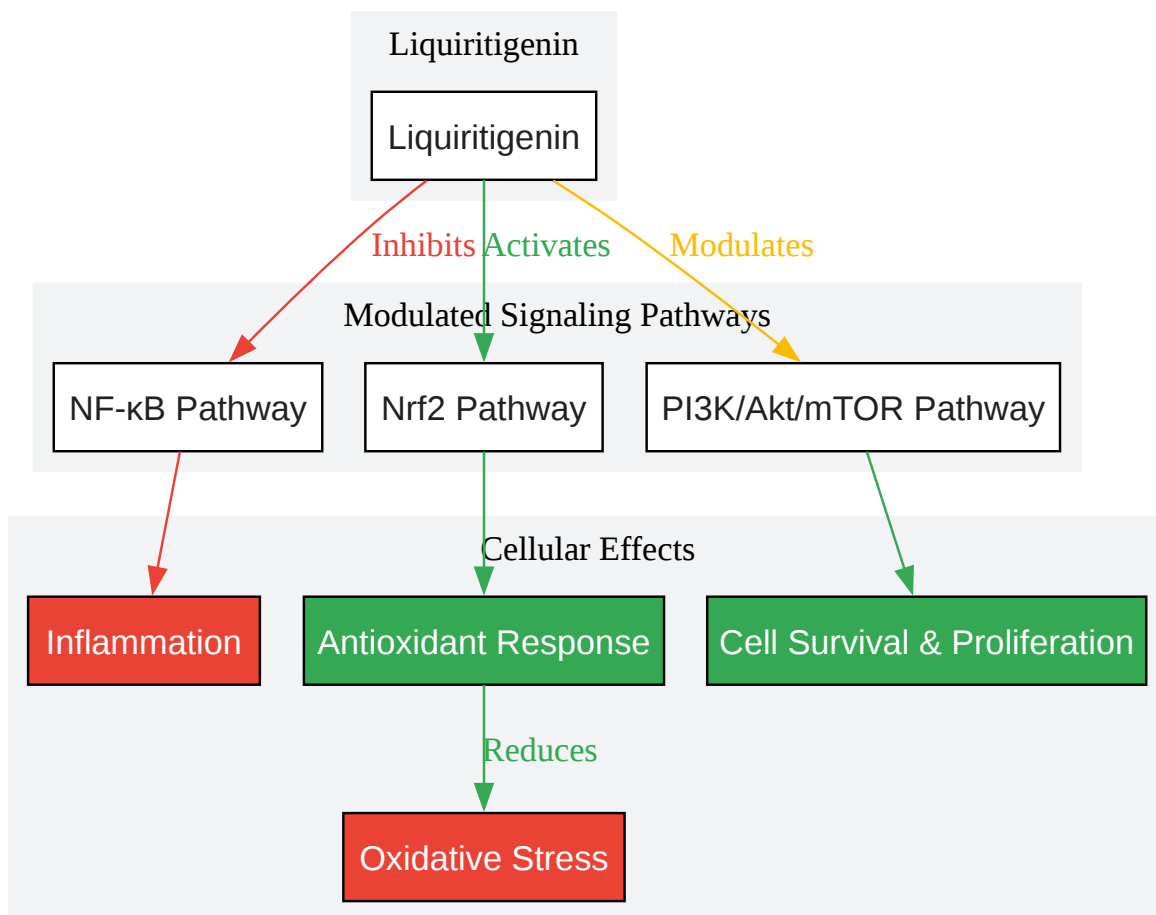 Liquiritigenin
Liquiritigenin
Inhibits
Activates
Modulates
Modulated Signaling Pathways
NF-κB Pathway
Nrf2 Pathway
PI3K/Akt/mTOR Pathway
Cellular Effects
Inflammation
Antioxidant Response
Cell Survival & Proliferation
Reduces
Oxidative Stress